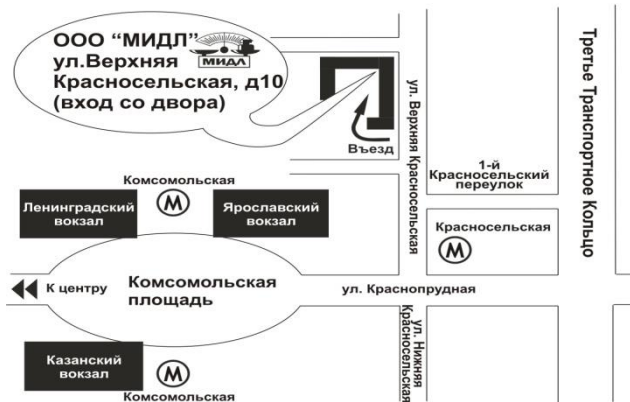 ООО “МИДЛ”
МИДЛ
ул.Верхняя
Красносельская, д10
(вход со двора)
Въезд
ул. Верхняя Красносельская
Третье Транспортное Кольцо
1-й
Красносельский
переулок
Комсомольская
М
Ленинградский
вокзал
Ярославский
вокзал
Красносельская
М
К центру
Комсомольская
площадь
ул. Краснопрудная
ул. Нижняя
Красносельская
Казанский
вокзал
М
Комсомольская